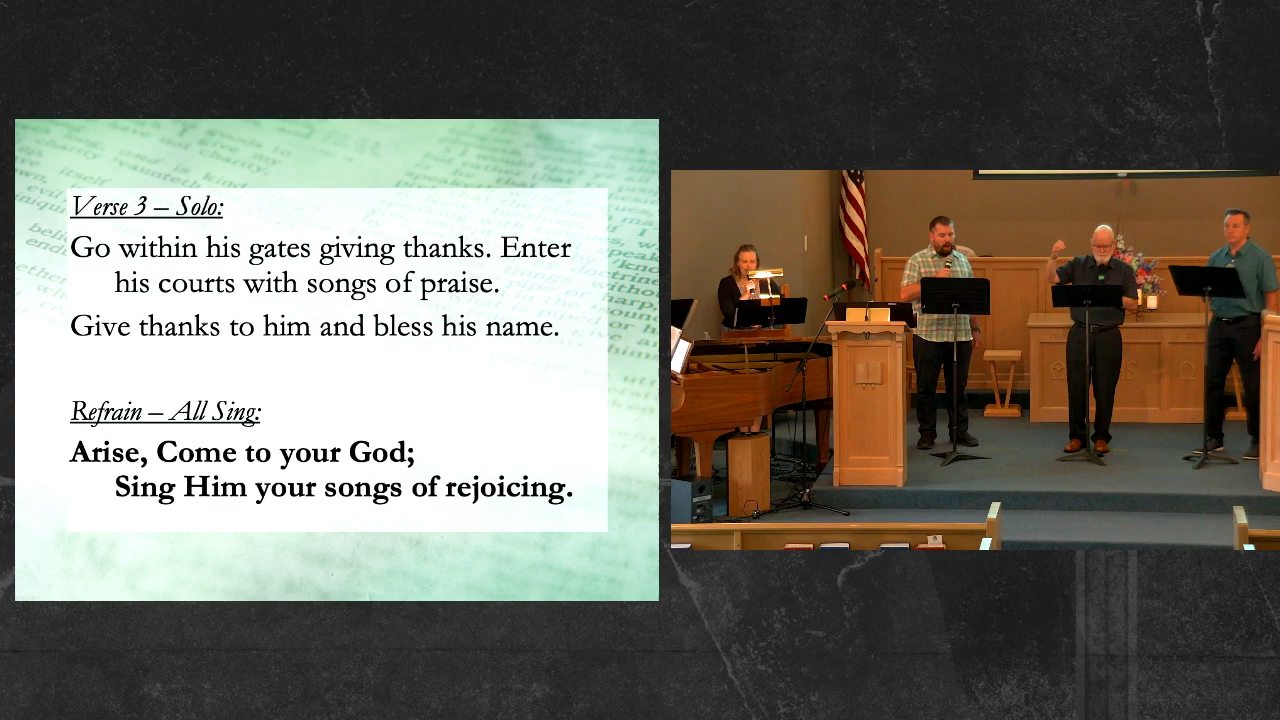 Verse 3 – Solo:
Go within his gates giving thanks. Enter
his courts with songs of praise.
Give thanks to him and bless his name.
Refrain – All Sing:
Arise, Come to your God;
Sing Him your songs of rejoicing.